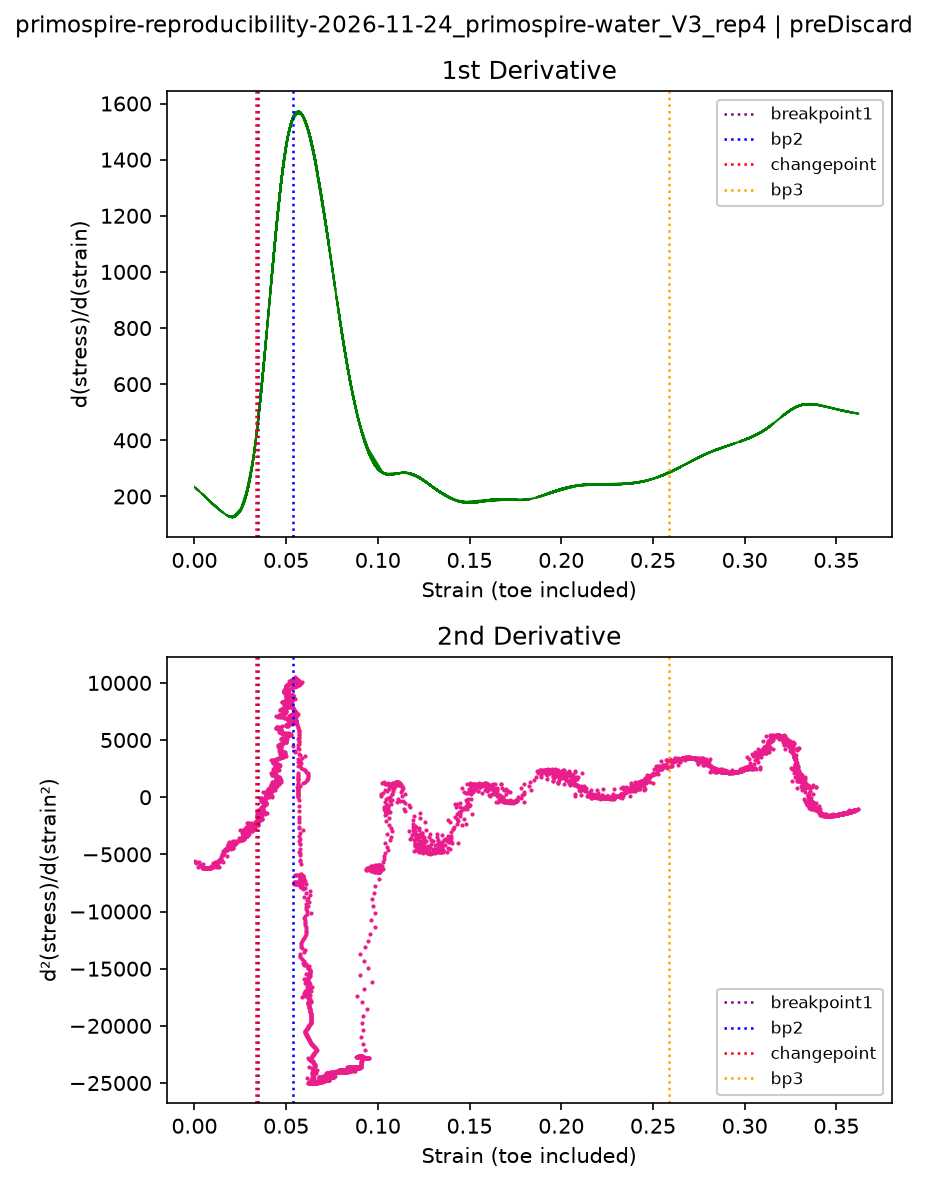 primospire-reproducibility-2026-11-24_primospire-water_V3_rep4 | preDiscard
1st Derivative
1600
1400
1200
1000
800
600
400
200
d(stress)/d(strain)
breakpoint1
bp2
changepoint
bp3
0.00 0.05 0.10 0.15 0.20 0.25 0.30 0.35
Strain (toe included)
2nd Derivative
10000
5000
0
−5000
−10000
−15000
−20000
−25000
d²(stress)/d(strain²)
breakpoint1
bp2
changepoint
bp3
0.00 0.05 0.10 0.15 0.20 0.25 0.30 0.35
Strain (toe included)